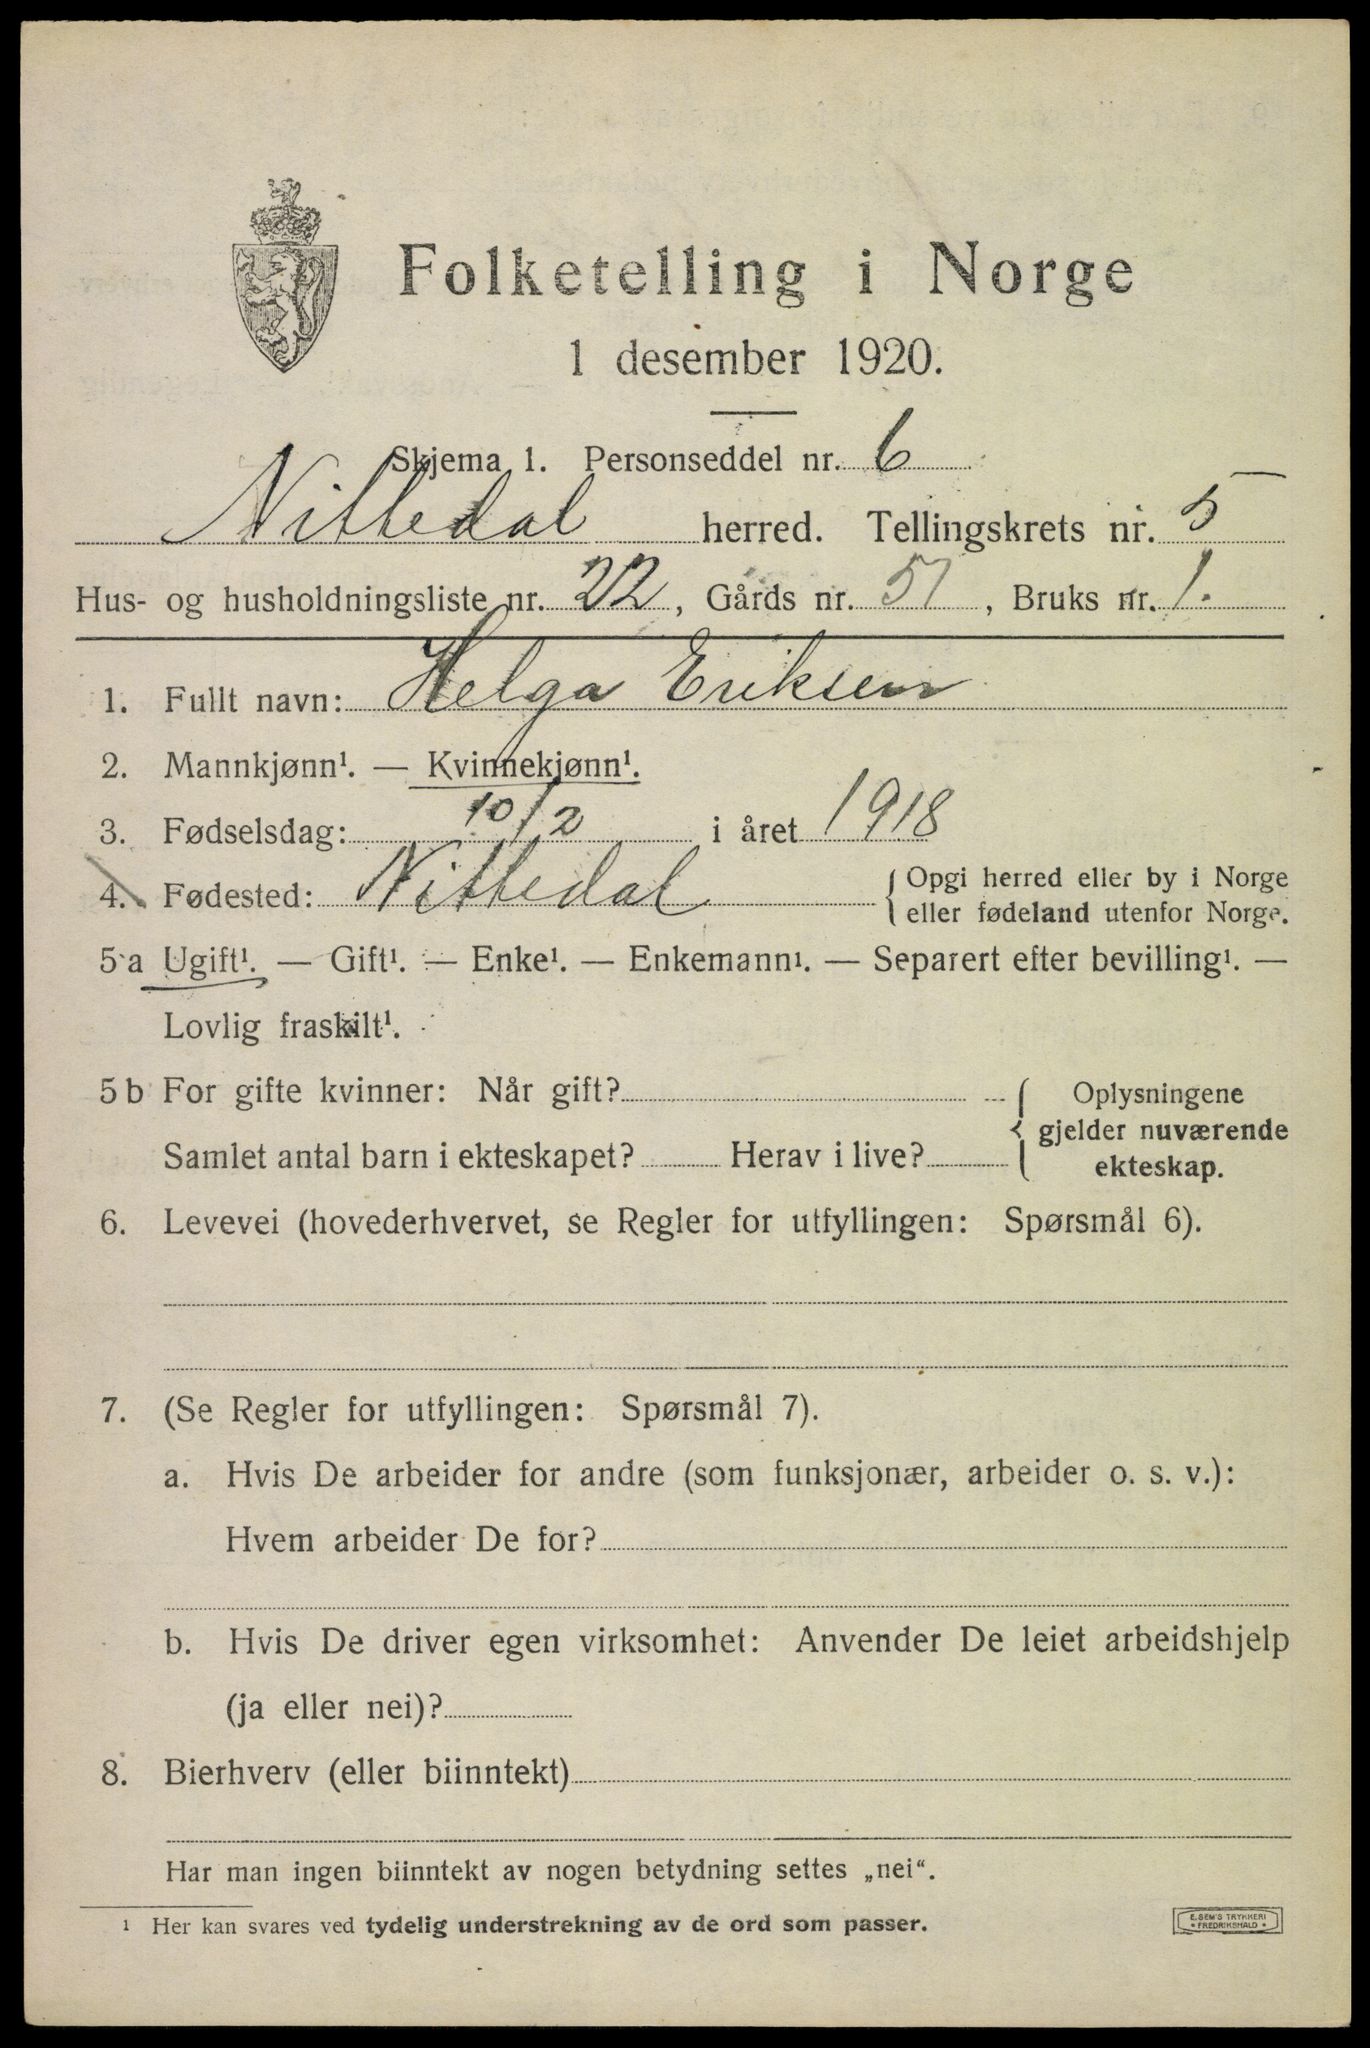 Folketelling i Norge
1 desember 1920.
Skjema 1. Personseddel nr. 6
Nittedal herred. Tellingskrets nr. 5
Hus- og husholdningsliste nr. 22, Gårds nr. 51, Bruks nr. 1.
1. Fullt navn: Helga Eriksen
2. Mannkjønn¹. — Kvinnekjønn¹.
3. Fødselsdag: 10/2 i året 1918
4. Fødested: Nittedal { Opgi herred eller by i Norge
eller fødeland utenfor Norge.
5 a Ugift¹. — Gift¹. — Enke¹. — Enkemann¹. — Separert efter bevilling¹. —
Lovlig fraskilt¹.
5 b For gifte kvinner: Når gift? { Oplysningene
gjelder nuværende
Samlet antal barn i ekteskapet? Herav i live?
ekteskap.
6. Levevei (hovederhvervet, se Regler for utfyllingen: Spørsmål 6).
7. (Se Regler for utfyllingen: Spørsmål 7).
a. Hvis De arbeider for andre (som funksjonær, arbeider o. s. v.):
Hvem arbeider De for?
b. Hvis De driver egen virksomhet: Anvender De leiet arbeidshjelp
(ja eller nei)?
8. Bierhverv (eller biinntekt)
Har man ingen biinntekt av nogen betydning settes „nei“.
¹ Her kan svares ved tydelig understrekning av de ord som passer.
E. SEM'S TRYKKERI
• FREDRIKSHALD •